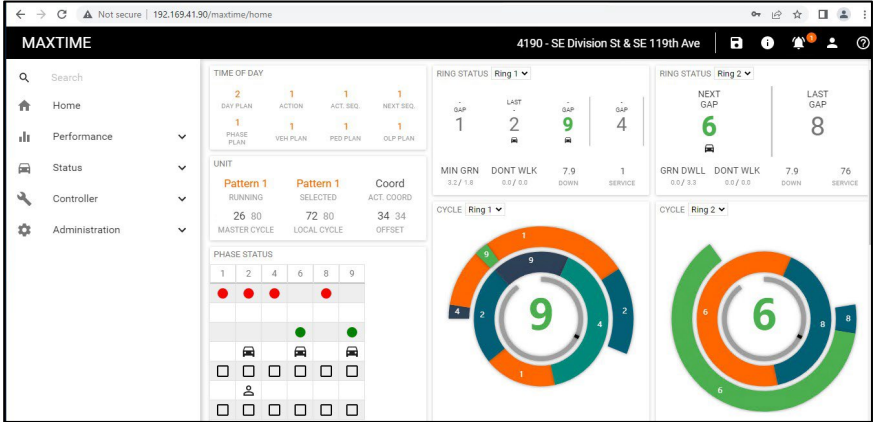 Not secure | 192.169.41.90/maxtime/home
MAXTIME
4190 - SE Division St & SE 119th Ave
1
Search
Home
Performance
Status
Controller
Administration
TIME OF DAY
2 1 1 1
DAY PLAN ACTION ACT. SEQ. NEXT SEQ.
1 1 1 1
PHASE PLAN VEH PLAN PED PLAN OLP PLAN
UNIT
Pattern 1 Pattern 1 Coord
RUNNING SELECTED ACT. COORD
26 80 72 80 34 34
MASTER CYCLE LOCAL CYCLE OFFSET
PHASE STATUS
1 2 4 6 8 9
RING STATUS Ring 1
- LAST - -
GAP - GAP GAP
1 2 9 4
MIN GRN DONT WLK 7.9 1
3.2 / 1.8 0.0 / 0.0 DOWN SERVICE
CYCLE Ring 1
1
9
9
4
2
4
2
1
9
RING STATUS Ring 2
NEXT LAST
GAP GAP
6 8
GRN DWLL DONT WLK 7.9 76
0.0 / 3.3 0.0 / 0.0 DOWN SERVICE
CYCLE Ring 2
6
6
8
8
6